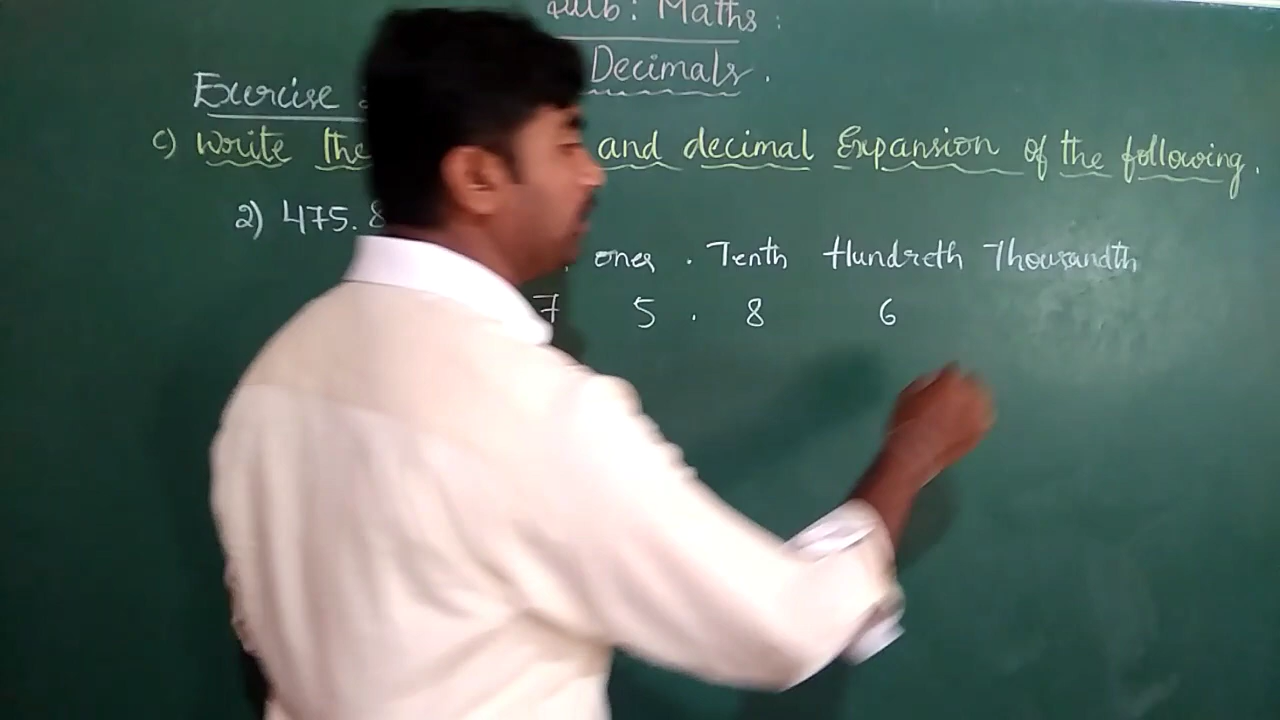 Sub: Maths:
Exercise Decimals.
c) Write the and decimal Expansion of the following.
2) 475.8
ones . Tenth Hundreth Thousandth
7 5 . 8 6